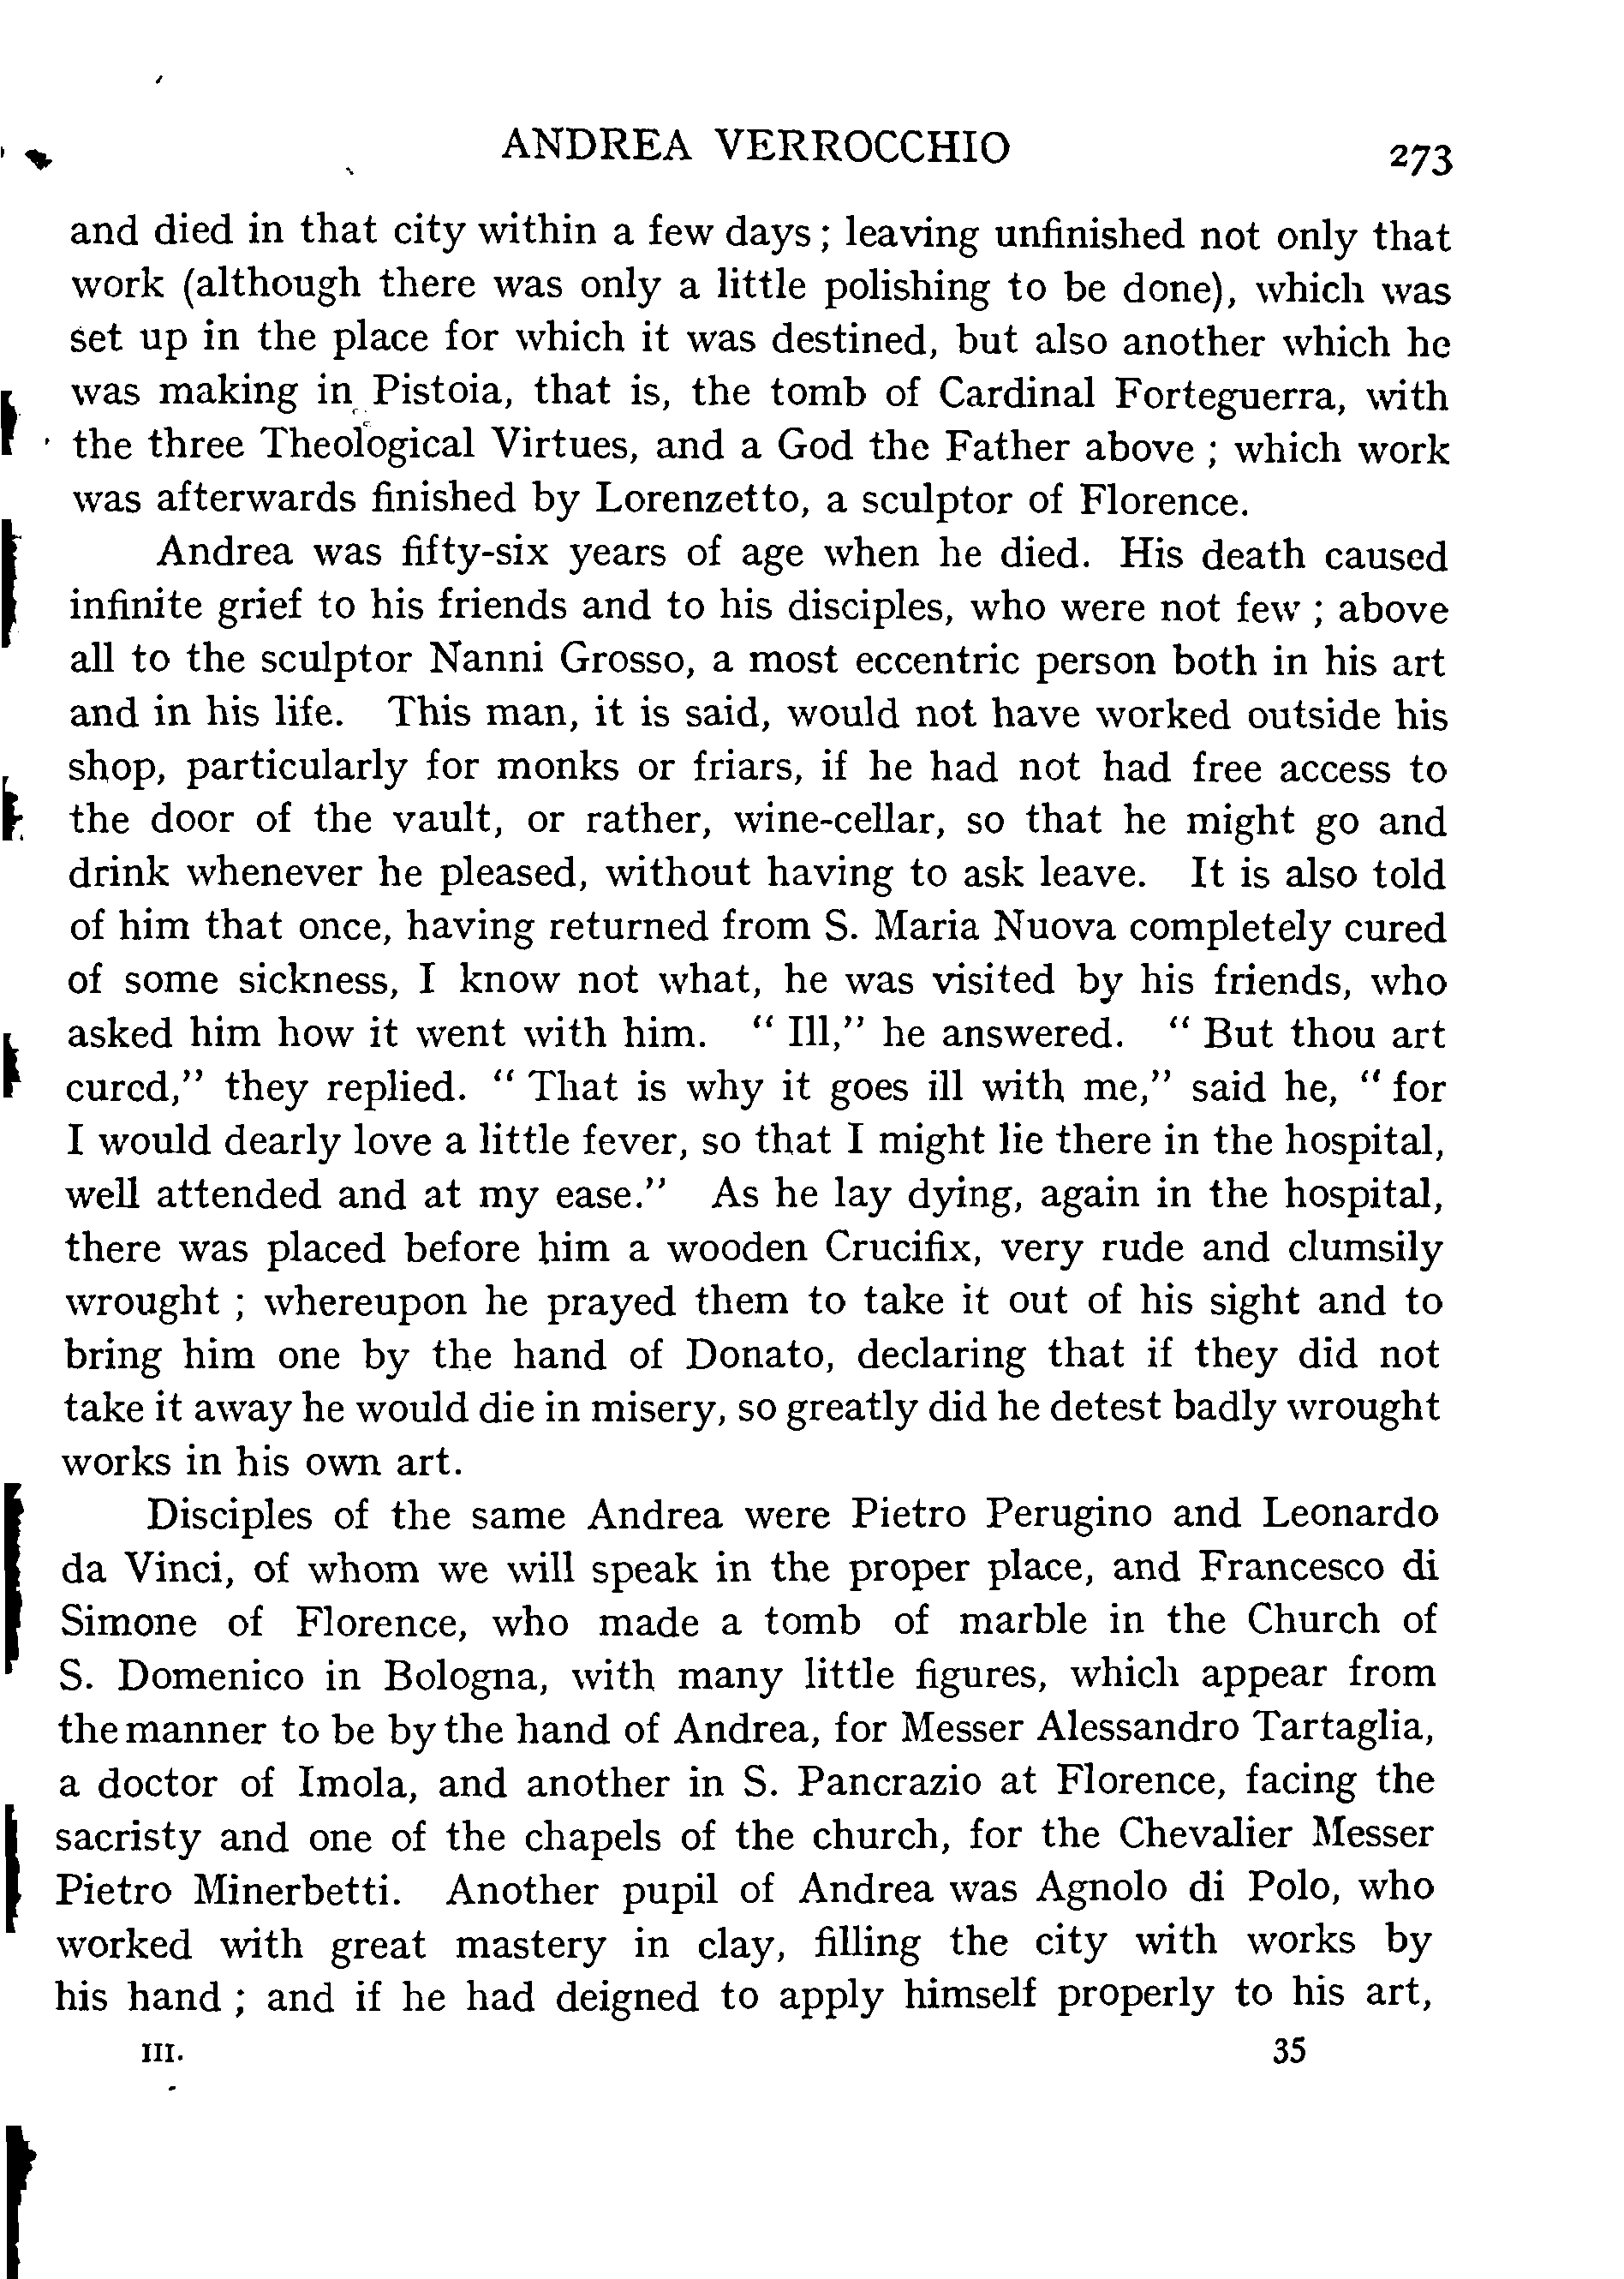 ANDREA VERROCCHIO 273
and died in that city within a few days ; leaving unfinished not only that
work (although there was only a little polishing to be done), which was
set up in the place for which it was destined, but also another which he
was making in Pistoia, that is, the tomb of Cardinal Forteguerra, with
the three Theological Virtues, and a God the Father above ; which work
was afterwards finished by Lorenzetto, a sculptor of Florence.
Andrea was fifty-six years of age when he died. His death caused
infinite grief to his friends and to his disciples, who were not few ; above
all to the sculptor Nanni Grosso, a most eccentric person both in his art
and in his life. This man, it is said, would not have worked outside his
shop, particularly for monks or friars, if he had not had free access to
the door of the vault, or rather, wine-cellar, so that he might go and
drink whenever he pleased, without having to ask leave. It is also told
of him that once, having returned from S. Maria Nuova completely cured
of some sickness, I know not what, he was visited by his friends, who
asked him how it went with him. “ Ill,” he answered. “ But thou art
cured,” they replied. “ That is why it goes ill with me,” said he, “ for
I would dearly love a little fever, so that I might lie there in the hospital,
well attended and at my ease.” As he lay dying, again in the hospital,
there was placed before him a wooden Crucifix, very rude and clumsily
wrought ; whereupon he prayed them to take it out of his sight and to
bring him one by the hand of Donato, declaring that if they did not
take it away he would die in misery, so greatly did he detest badly wrought
works in his own art.
Disciples of the same Andrea were Pietro Perugino and Leonardo
da Vinci, of whom we will speak in the proper place, and Francesco di
Simone of Florence, who made a tomb of marble in the Church of
S. Domenico in Bologna, with many little figures, which appear from
the manner to be by the hand of Andrea, for Messer Alessandro Tartaglia,
a doctor of Imola, and another in S. Pancrazio at Florence, facing the
sacristy and one of the chapels of the church, for the Chevalier Messer
Pietro Minerbetti. Another pupil of Andrea was Agnolo di Polo, who
worked with great mastery in clay, filling the city with works by
his hand ; and if he had deigned to apply himself properly to his art,
III. 35